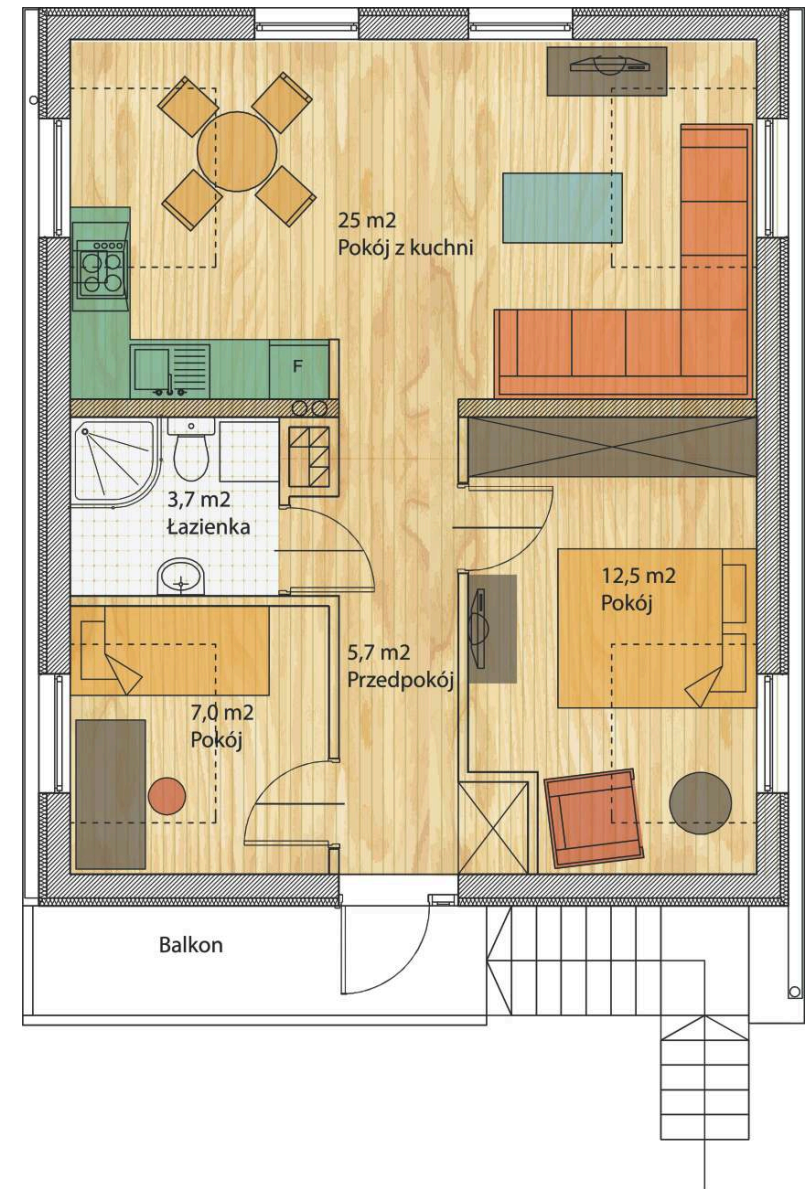 25 m2
Pokój z kuchni
F
3,7 m2
Łazienka
12,5 m2
Pokój
5,7 m2
Przedpokój
7,0 m2
Pokój
Balkon